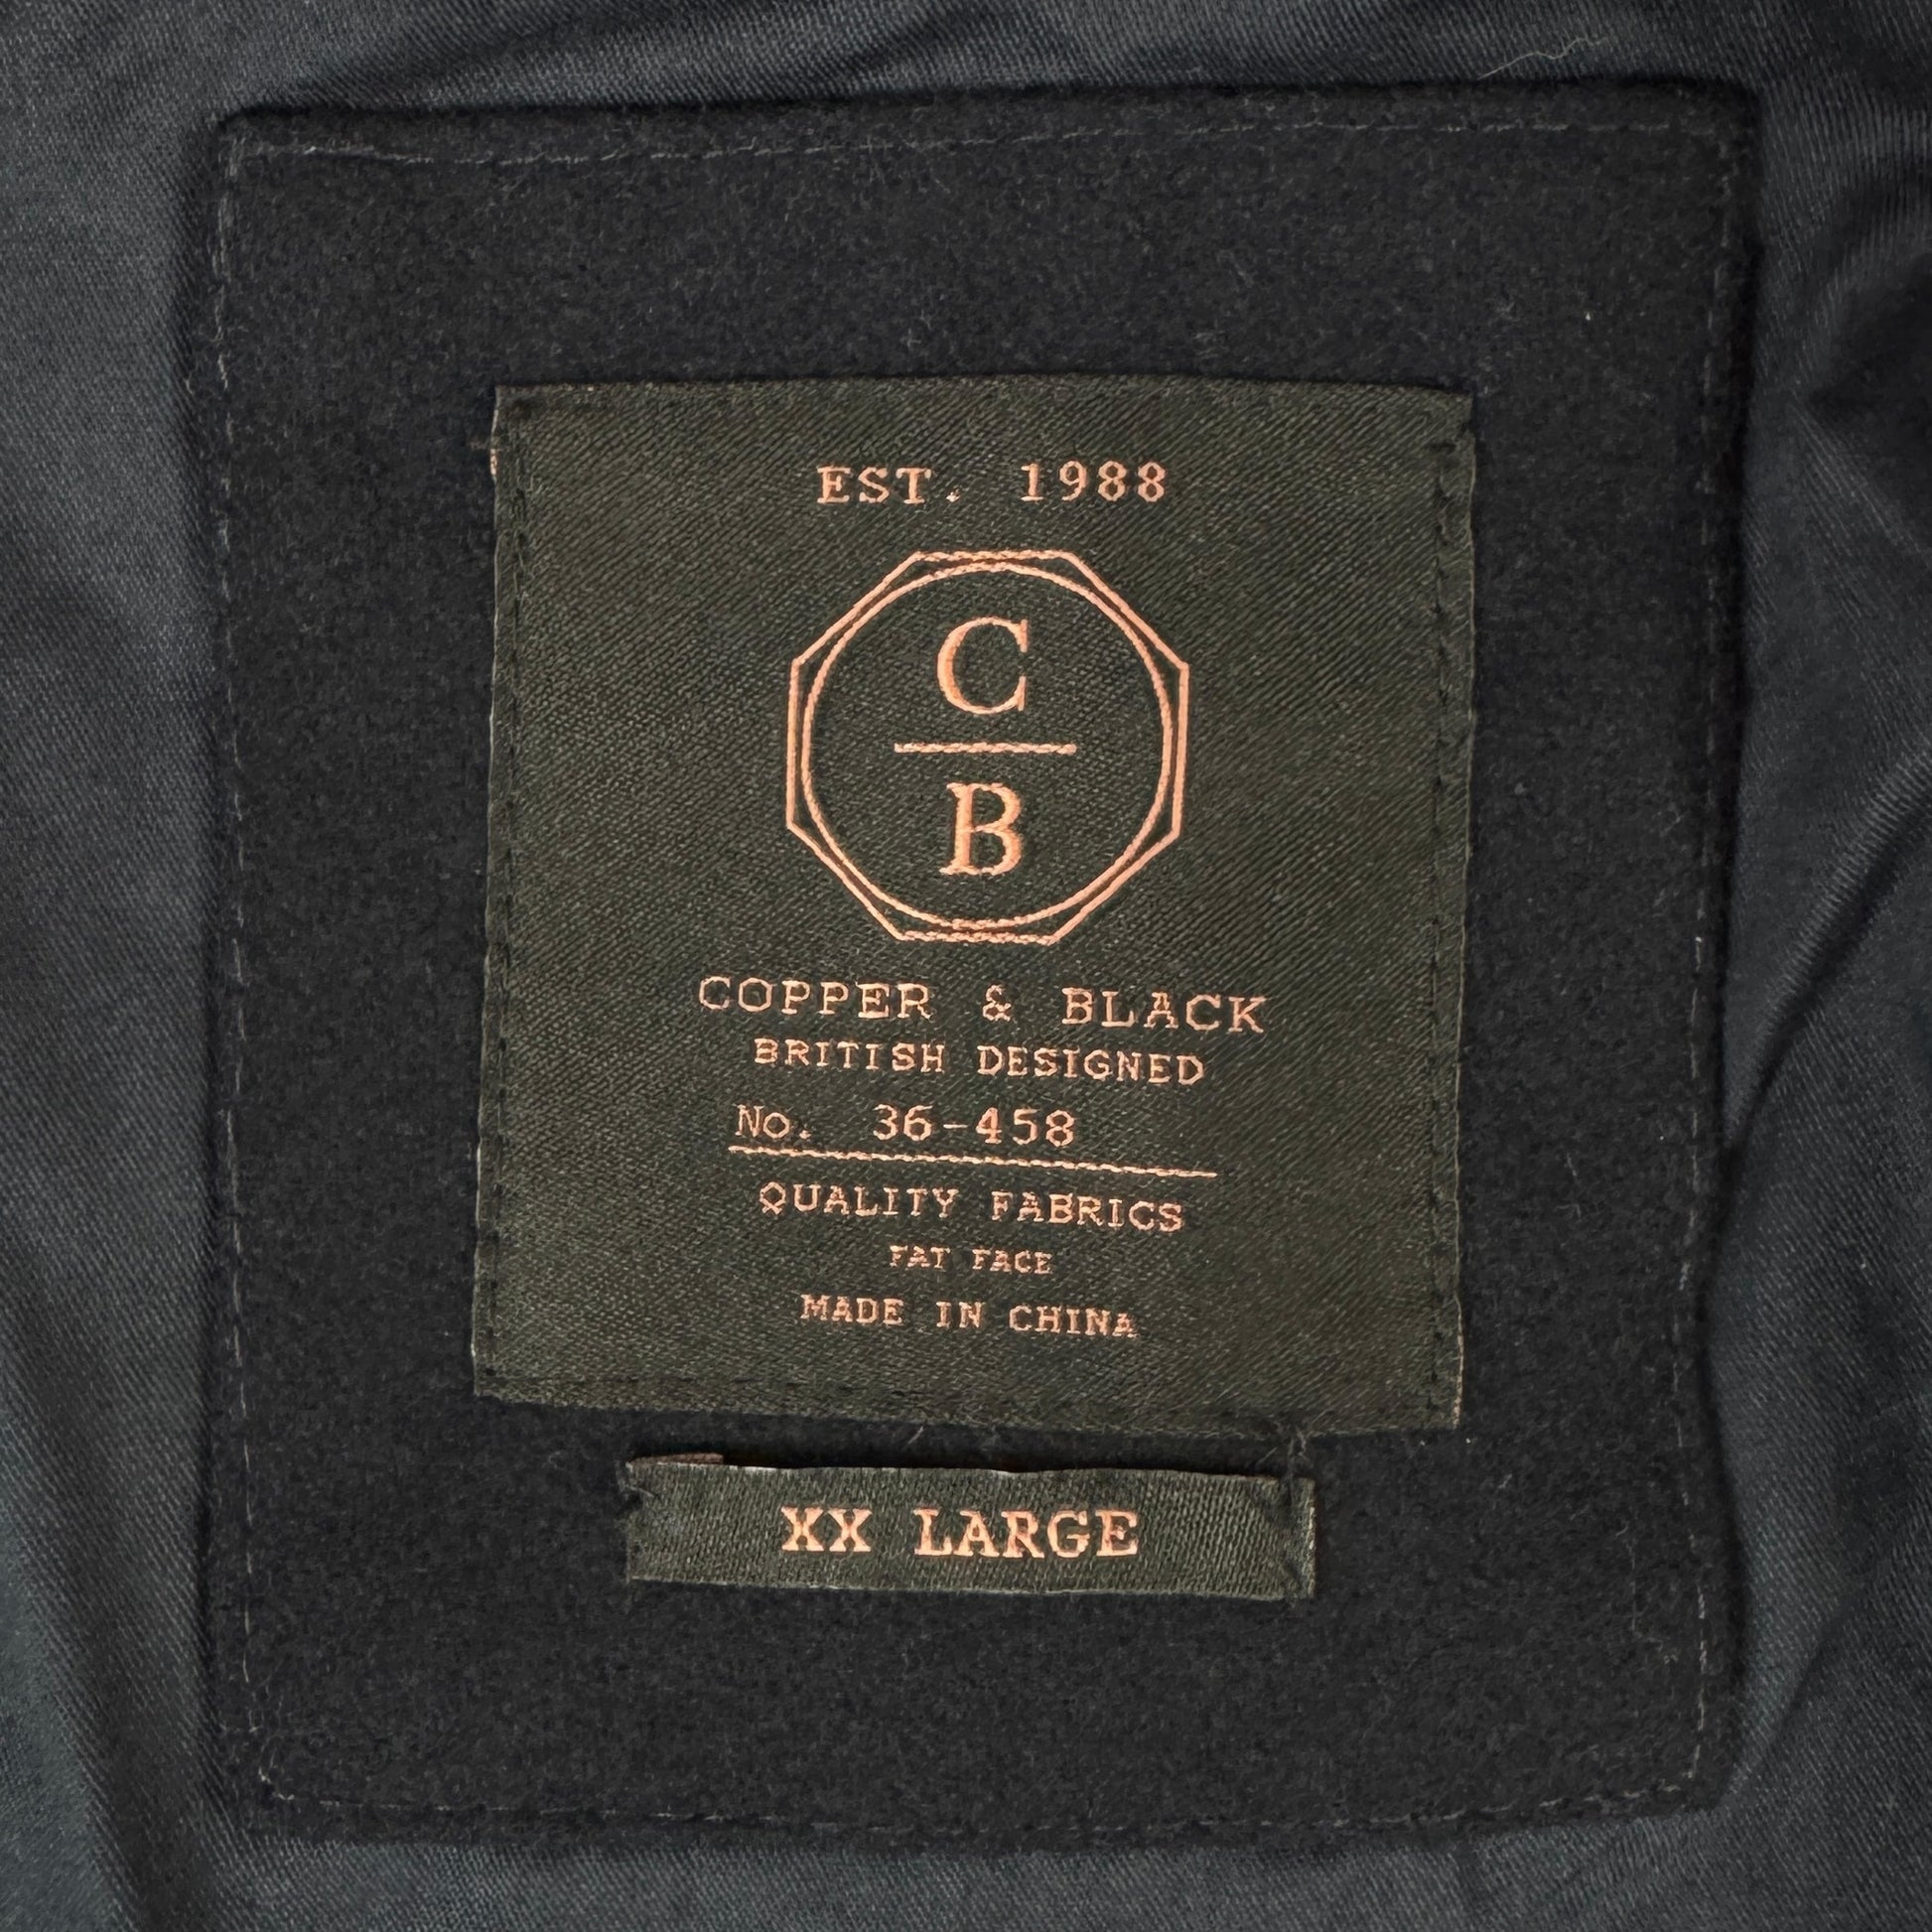 EST. 1988
C
B
COPPER & BLACK
BRITISH DESIGNED
No. 36-458
QUALITY FABRICS
FAT FACE
MADE IN CHINA
XX LARGE